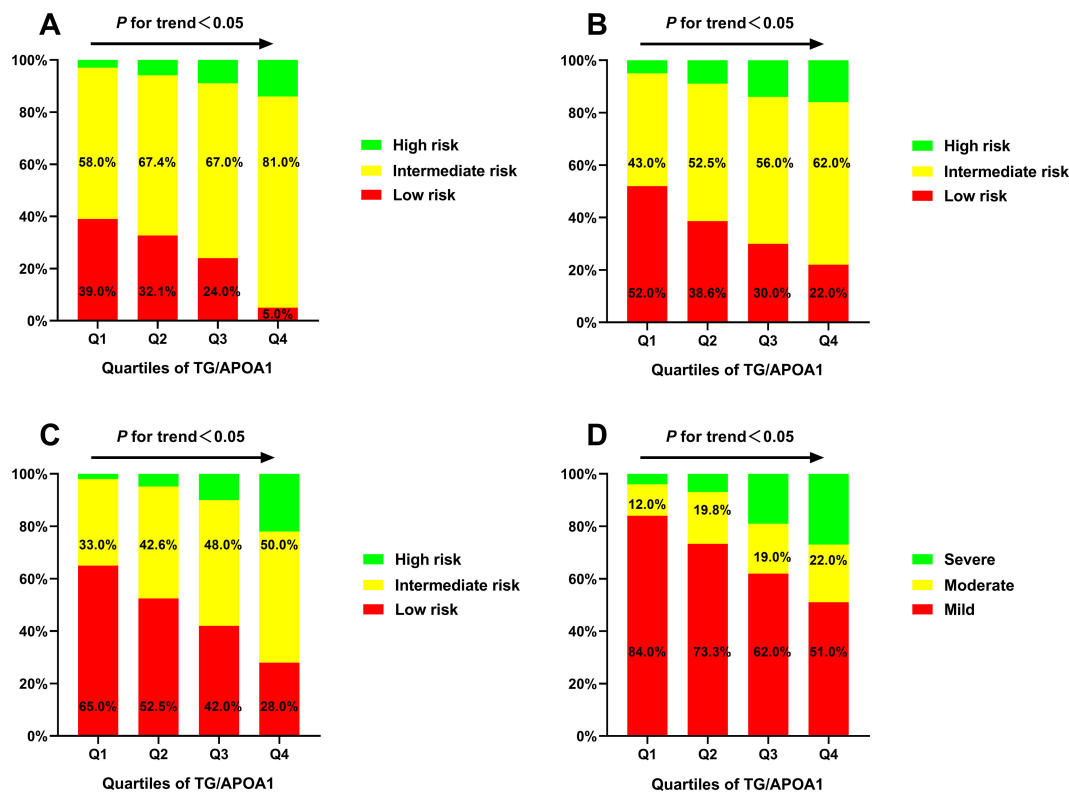 A
P for trend＜0.05
100%
80%
60%
40%
20%
0%
58.0%
67.4%
67.0%
81.0%
39.0%
32.1%
24.0%
5.0%
Q1
Q2
Q3
Q4
Quartiles of TG/APOA1
High risk
Intermediate risk
Low risk
B
P for trend＜0.05
100%
80%
60%
40%
20%
0%
43.0%
52.5%
56.0%
62.0%
52.0%
38.6%
30.0%
22.0%
Q1
Q2
Q3
Q4
Quartiles of TG/APOA1
High risk
Intermediate risk
Low risk
C
P for trend＜0.05
100%
80%
60%
40%
20%
0%
33.0%
42.6%
48.0%
50.0%
65.0%
52.5%
42.0%
28.0%
Q1
Q2
Q3
Q4
Quartiles of TG/APOA1
High risk
Intermediate risk
Low risk
D
P for trend＜0.05
100%
80%
60%
40%
20%
0%
12.0%
19.8%
19.0%
22.0%
84.0%
73.3%
62.0%
51.0%
Q1
Q2
Q3
Q4
Quartiles of TG/APOA1
Severe
Moderate
Mild